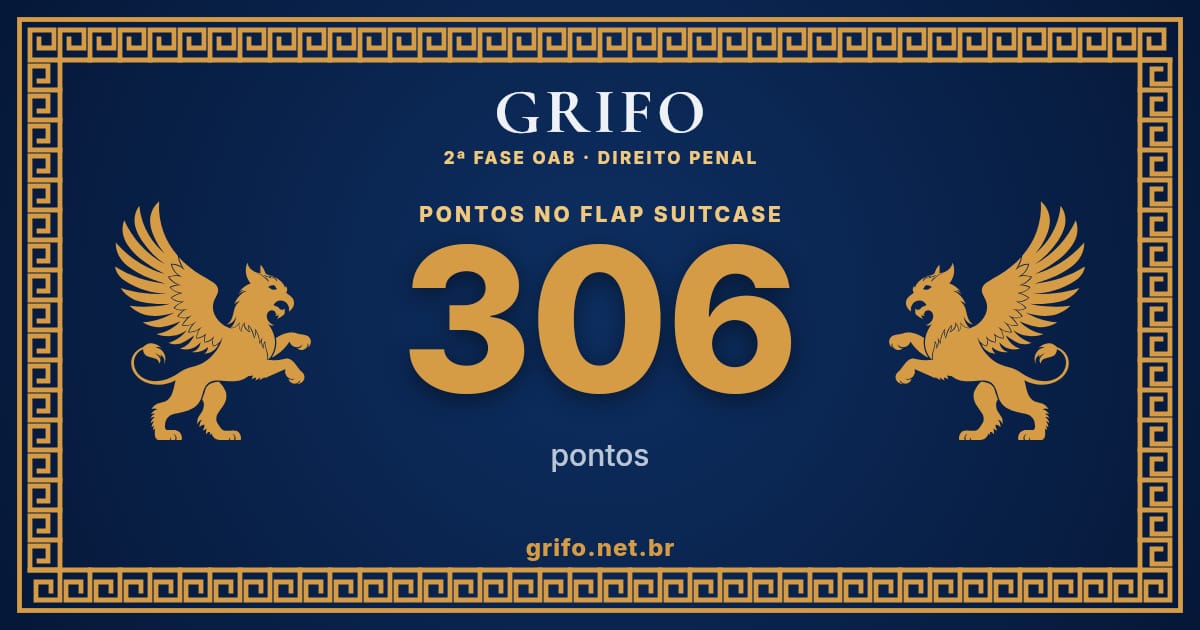 GRIFO
2ª FASE OAB · DIREITO PENAL
PONTOS NO FLAP SUITCASE
306
pontos
grifo.net.br